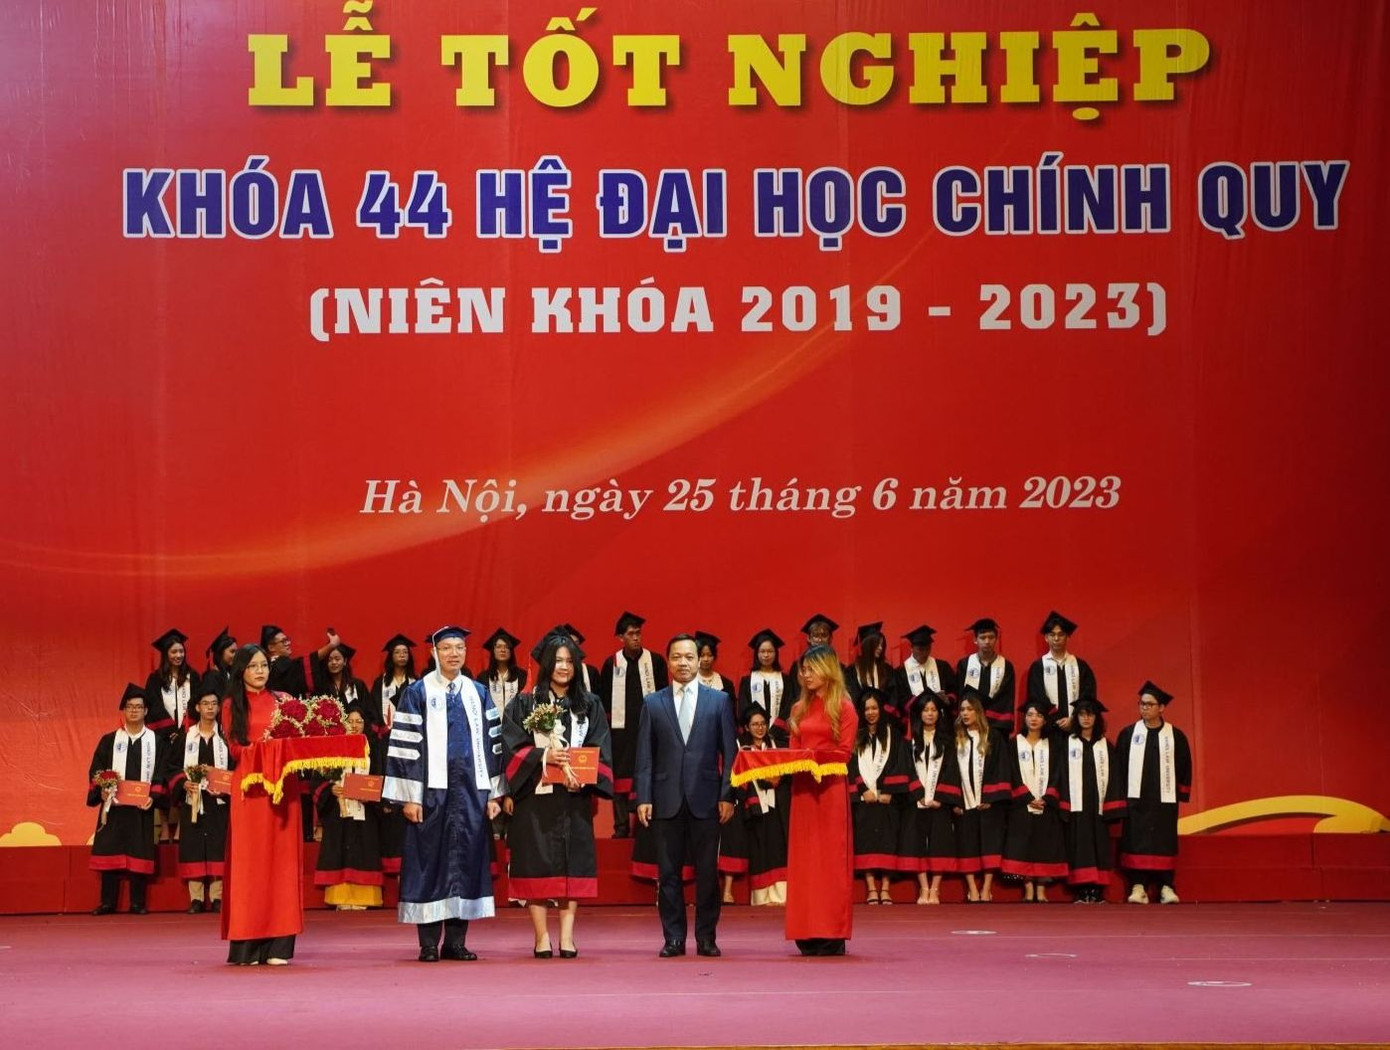 LỄ TỐT NGHIỆP
KHÓA 44 HỆ ĐẠI HỌC CHÍNH QUY
(NIÊN KHÓA 2019 - 2023)
Hà Nội, ngày 25 tháng 6 năm 2023